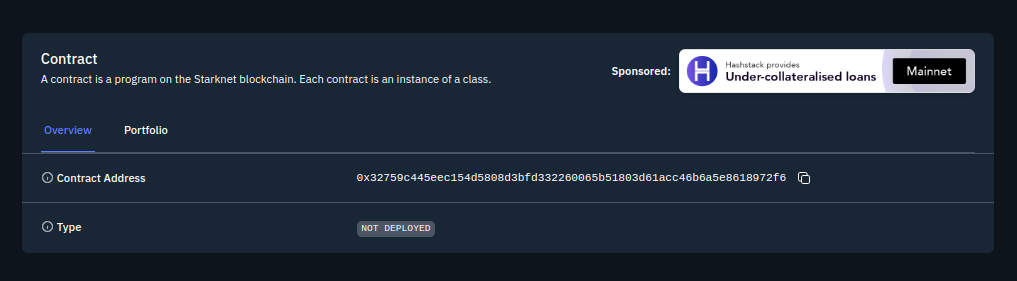 Contract
A contract is a program on the Starknet blockchain. Each contract is an instance of a class.
Sponsored:
Hashstack provides
Under-collateralised loans
Mainnet
Overview
Portfolio
Contract Address
0x32759c445eec154d5808d3bfd332260065b51803d61acc46b6a5e8618972f6
Type
NOT DEPLOYED